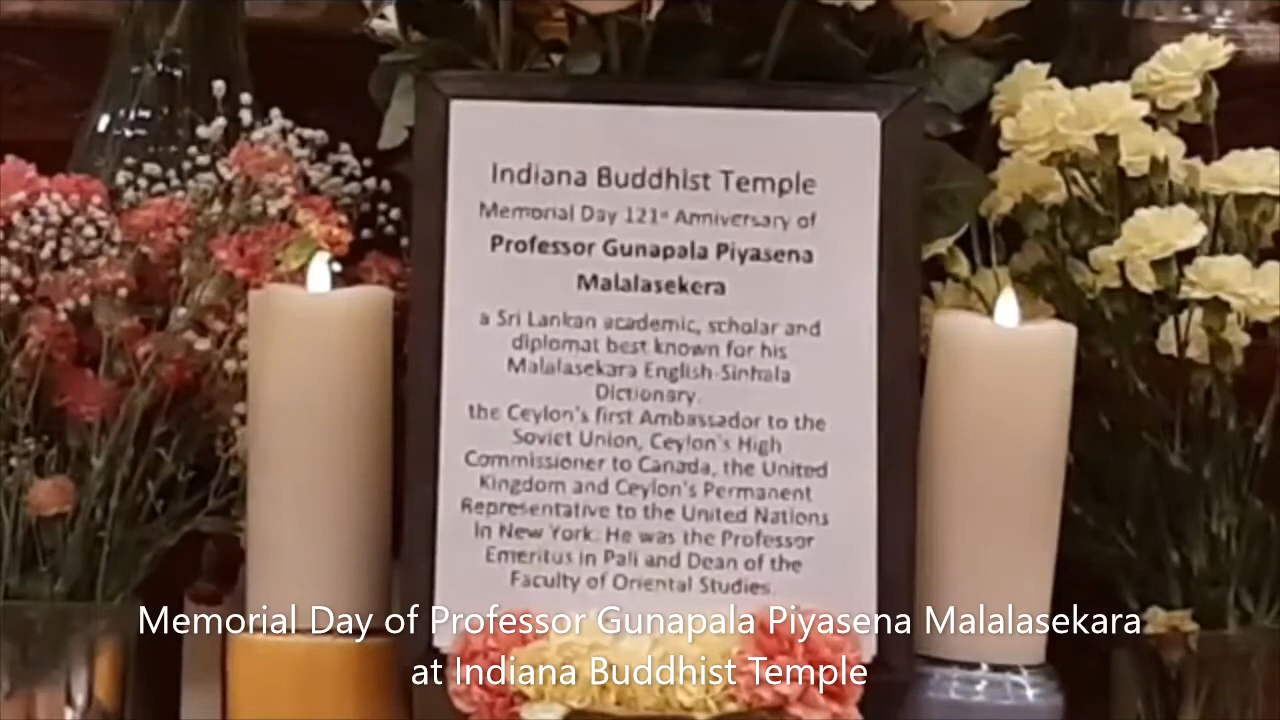 Indiana Buddhist Temple
Memorial Day 121st Anniversary of
Professor Gunapala Piyasena
Malalasekera
a Sri Lankan academic, scholar and
diplomat best known for his
Malalasekara English-Sinhala
Dictionary.
the Ceylon's first Ambassador to the
Soviet Union, Ceylon's High
Commissioner to Canada, the United
Kingdom and Ceylon's Permanent
Representative to the United Nations
in New York. He was the Professor
Emeritus in Pali and Dean of the
Faculty of Oriental Studies.
Memorial Day of Professor Gunapala Piyasena Malalasekara
at Indiana Buddhist Temple